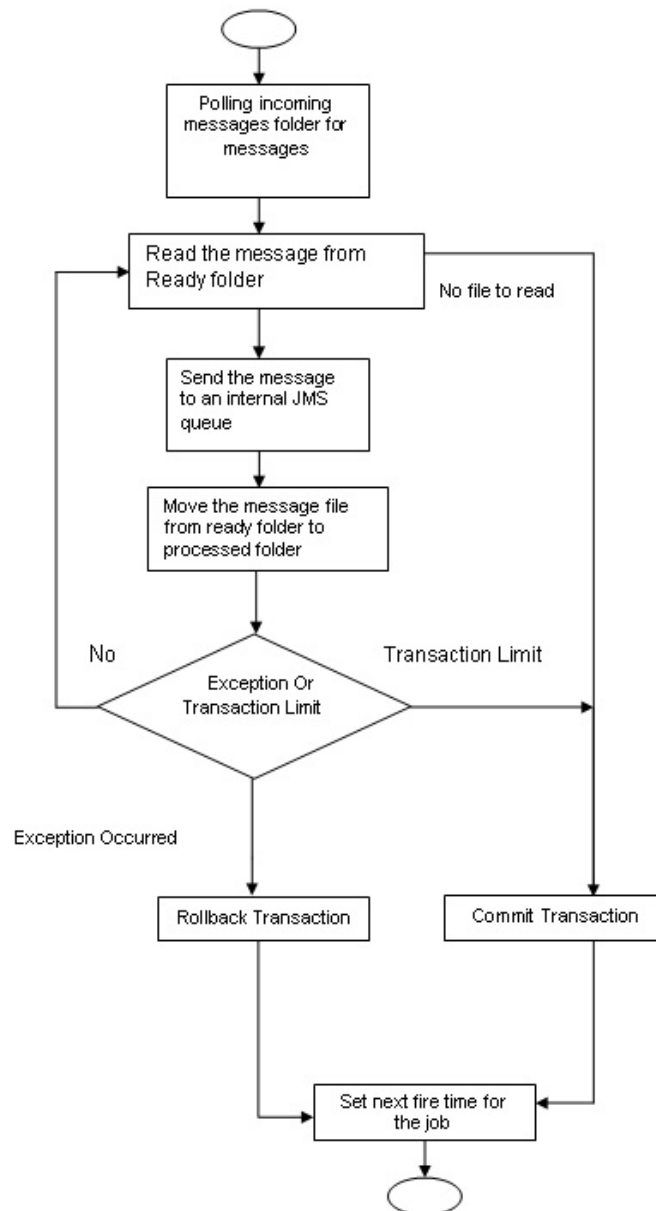 Polling incoming
messages folder for
messages
Read the message from
Ready folder
No file to read
Send the message
to an internal JMS
queue
Move the message file
from ready folder to
processed folder
No
Transaction Limit
Exception Or
Transaction Limit
Exception Occurred
Rollback Transaction
Commit Transaction
Set next fire time for
the job